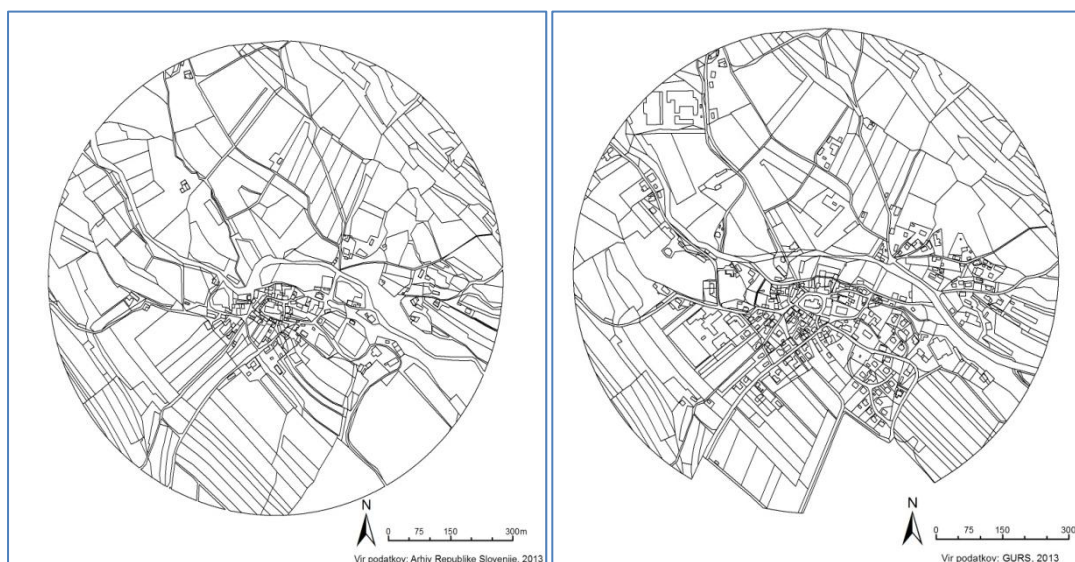 N
0 75 150 300m
Vir podatkov: Arhiv Republike Slovenije, 2013
N
0 75 150 300
Vir podatkov: GURS, 2013